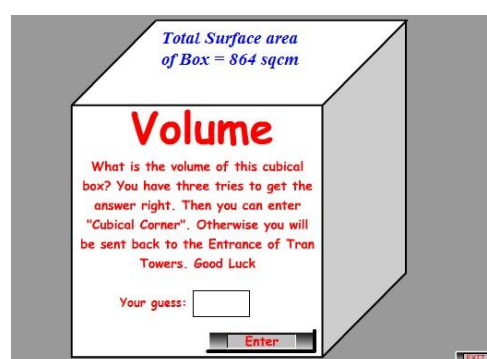 Total Surface area
of Box = 864 sqcm
Volume
What is the volume of this cubical
box? You have three tries to get the
answer right. Then you can enter
"Cubical Corner". Otherwise you will
be sent back to the Entrance of Tran
Towers. Good Luck
Your guess:
Enter
EXIT